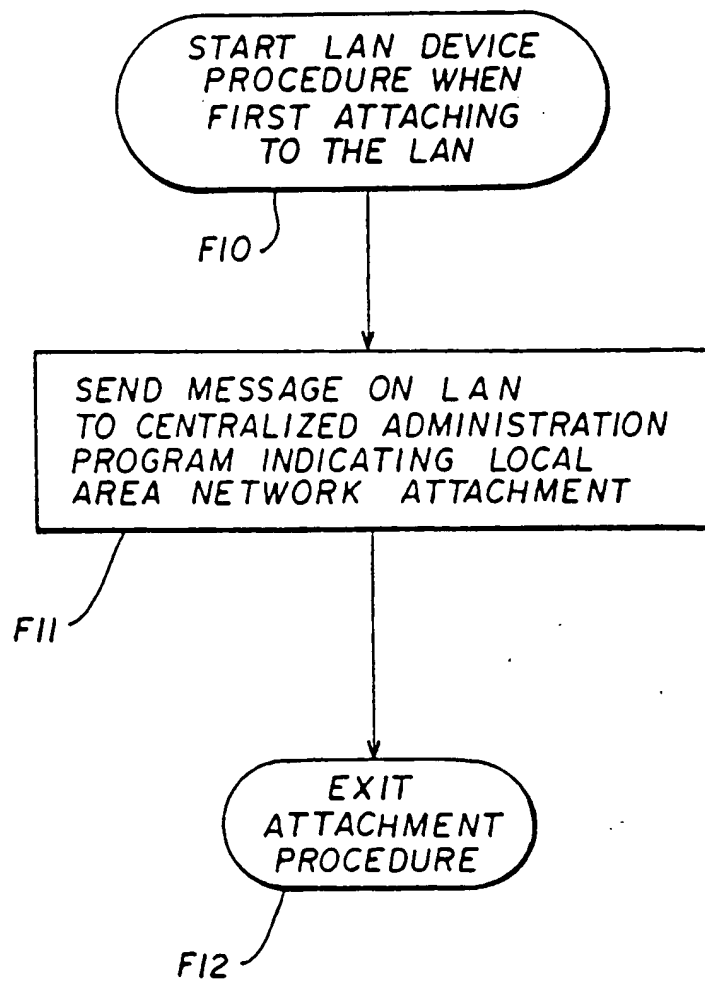 START LAN DEVICE
PROCEDURE WHEN
FIRST ATTACHING
TO THE LAN
F10
SEND MESSAGE ON LAN
TO CENTRALIZED ADMINISTRATION
PROGRAM INDICATING LOCAL
AREA NETWORK ATTACHMENT
F11
EXIT
ATTACHMENT
PROCEDURE
F12